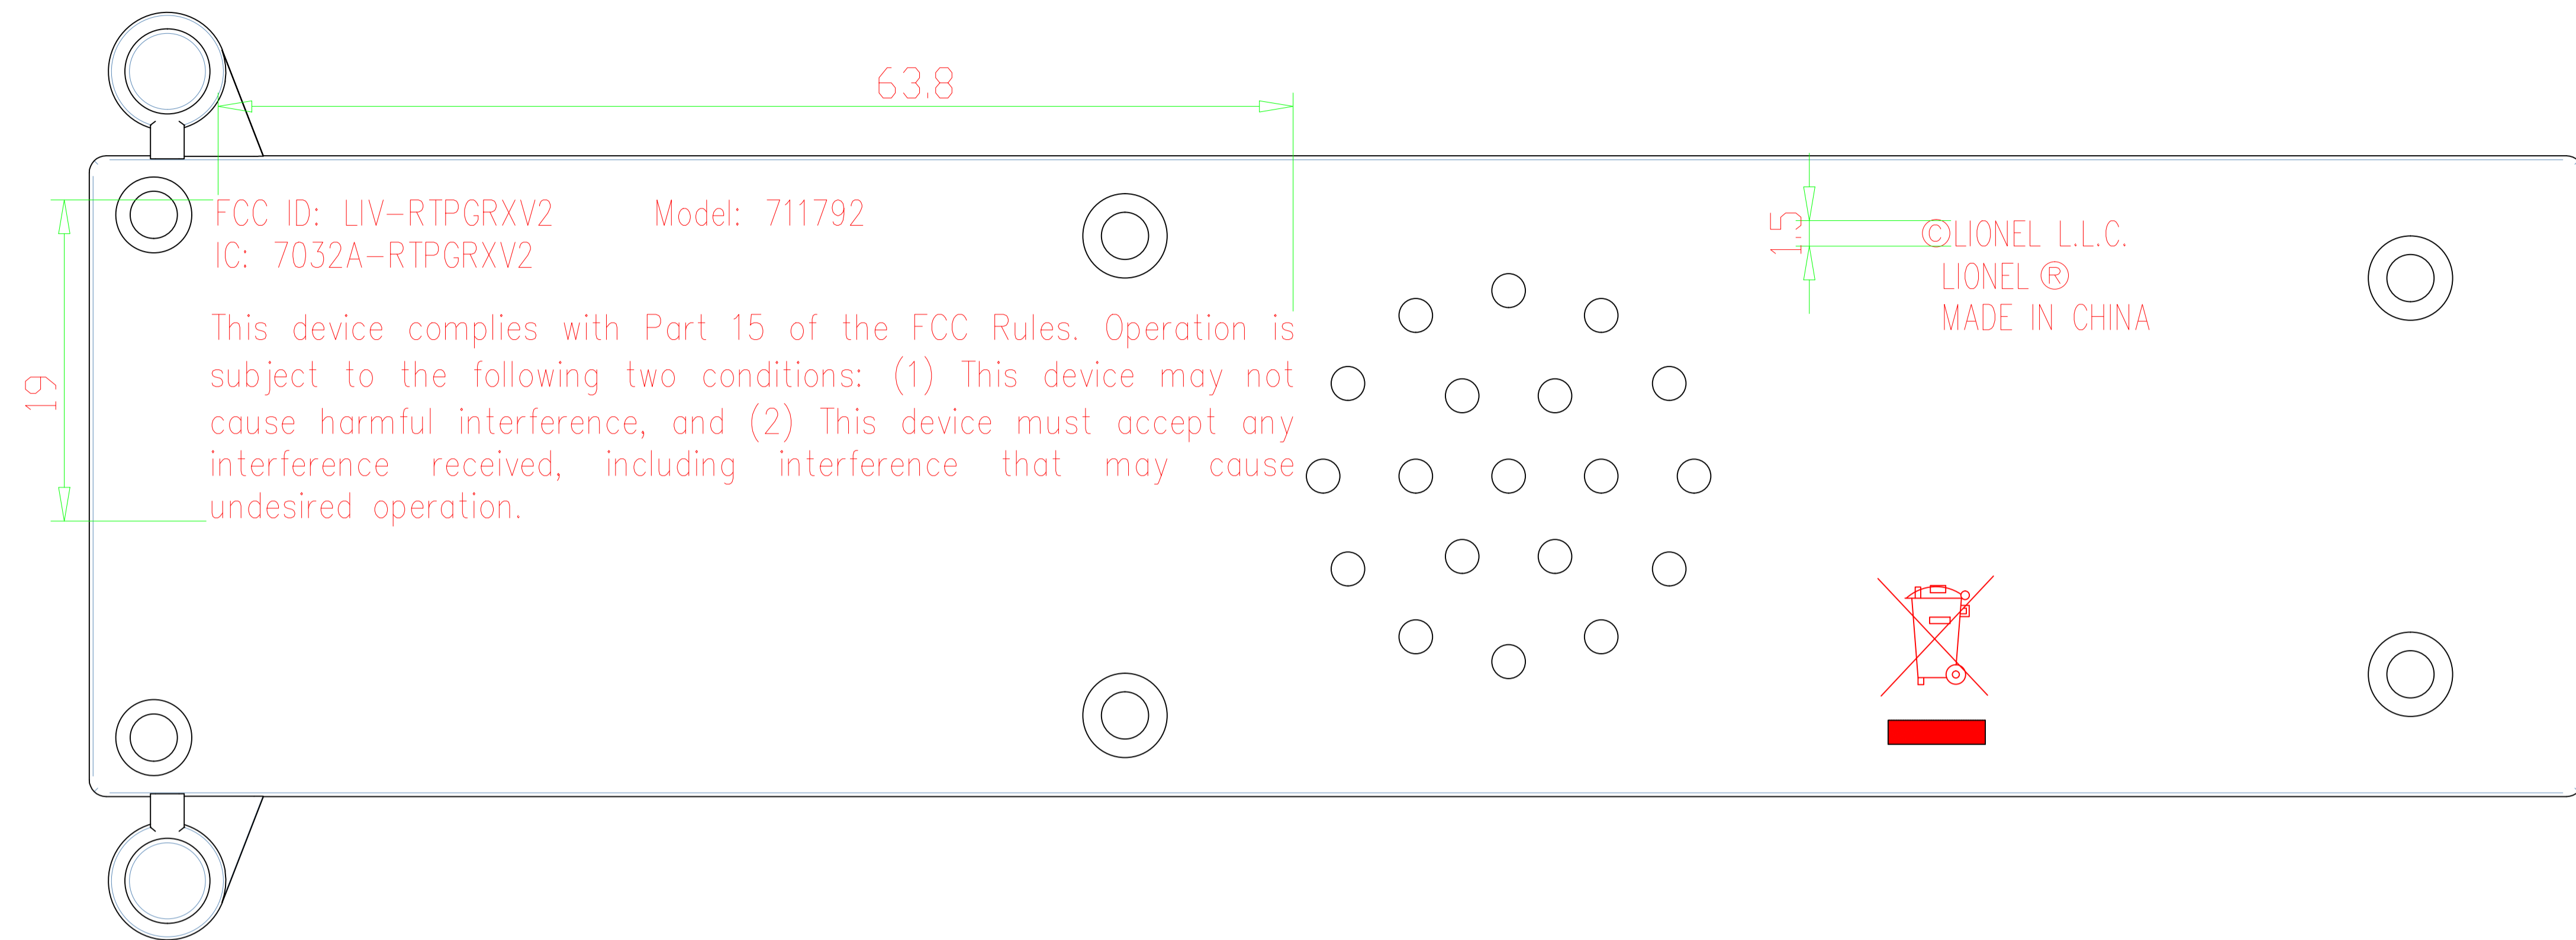 63.8
FCC ID: LIV-RTPGRXV2 Model: 711792
IC: 7032A-RTPGRXV2
This device complies with Part 15 of the FCC Rules. Operation is
subject to the following two conditions: (1) This device may not
cause harmful interference, and (2) This device must accept any
interference received, including interference that may cause
undesired operation.
19
1.5
©LIONEL L.L.C.
LIONEL ®
MADE IN CHINA